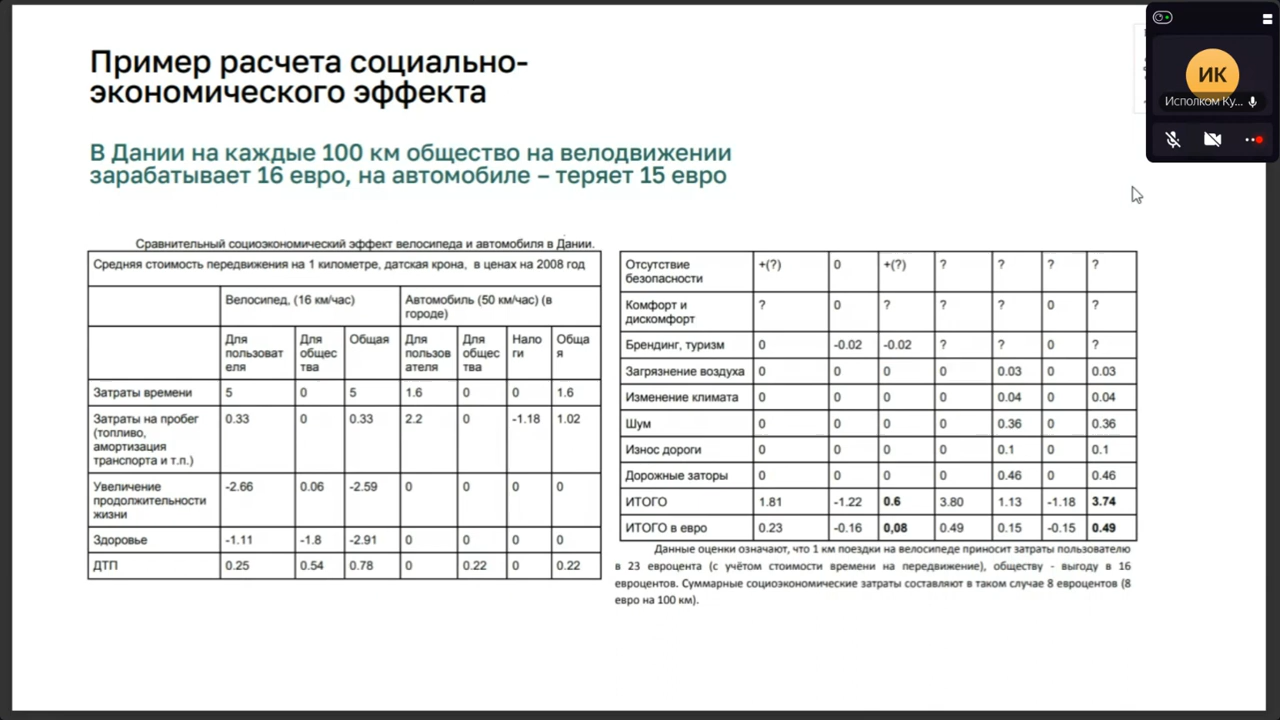 Пример расчета социально-
экономического эффекта
В Дании на каждые 100 км общество на велодвижении
зарабатывает 16 евро, на автомобиле – теряет 15 евро
Сравнительный социоэкономический эффект велосипеда и автомобиля в Дании.
Средняя стоимость передвижения на 1 километре, датская крона, в ценах на 2008 год
Велосипед, (16 км/час) Автомобиль (50 км/час) (в
городе)
Для Для Общая Для Для Нало Обща
пользоват общес пользов общес ги я
еля тва ателя тва
Затраты времени 5 0 5 1.6 0 0 1.6
Затраты на пробег 0.33 0 0.33 2.2 0 -1.18 1.02
(топливо,
амортизация
транспорта и т.п.)
Увеличение -2.66 0.06 -2.59 0 0 0 0
продолжительности
жизни
Здоровье -1.11 -1.8 -2.91 0 0 0 0
ДТП 0.25 0.54 0.78 0 0.22 0 0.22
Отсутствие +(?) 0 +(?) ? ? ? ?
безопасности
Комфорт и ? 0 ? ? ? 0 ?
дискомфорт
Брендинг, туризм 0 -0.02 -0.02 ? ? 0 ?
Загрязнение воздуха 0 0 0 0 0.03 0 0.03
Изменение климата 0 0 0 0 0.04 0 0.04
Шум 0 0 0 0 0.36 0 0.36
Износ дороги 0 0 0 0 0.1 0 0.1
Дорожные заторы 0 0 0 0 0.46 0 0.46
ИТОГО 1.81 -1.22 0.6 3.80 1.13 -1.18 3.74
ИТОГО в евро 0.23 -0.16 0,08 0.49 0.15 -0.15 0.49
Данные оценки означают, что 1 км поездки на велосипеде приносит затраты пользователю
в 23 евроцента (с учётом стоимости времени на передвижение), обществу - выгоду в 16
евроцентов. Суммарные социоэкономические затраты составляют в таком случае 8 евроцентов (8
евро на 100 км).
ИК
Исполком Ку...